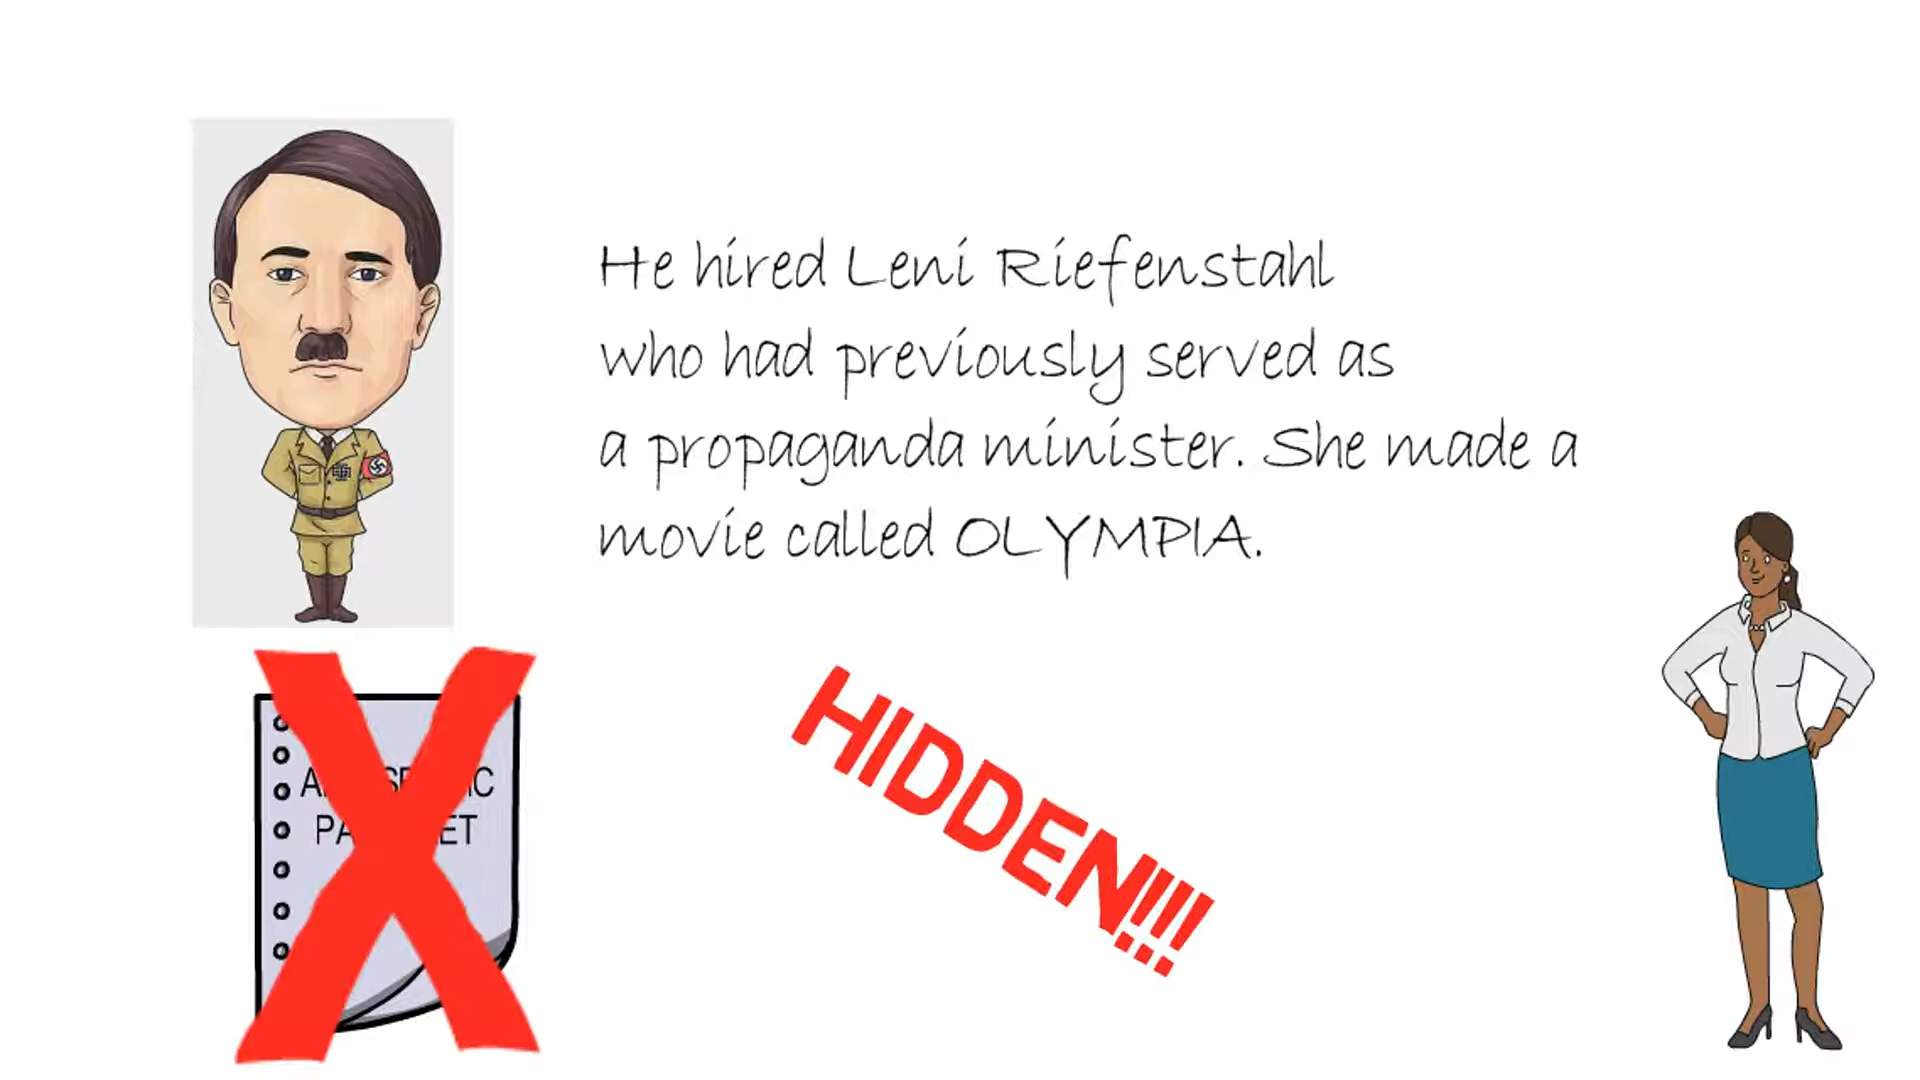 He hired Leni Riefenstahl
who had previously served as
a propaganda minister. She made a
movie called OLYMPIA.
HIDDEN!!!